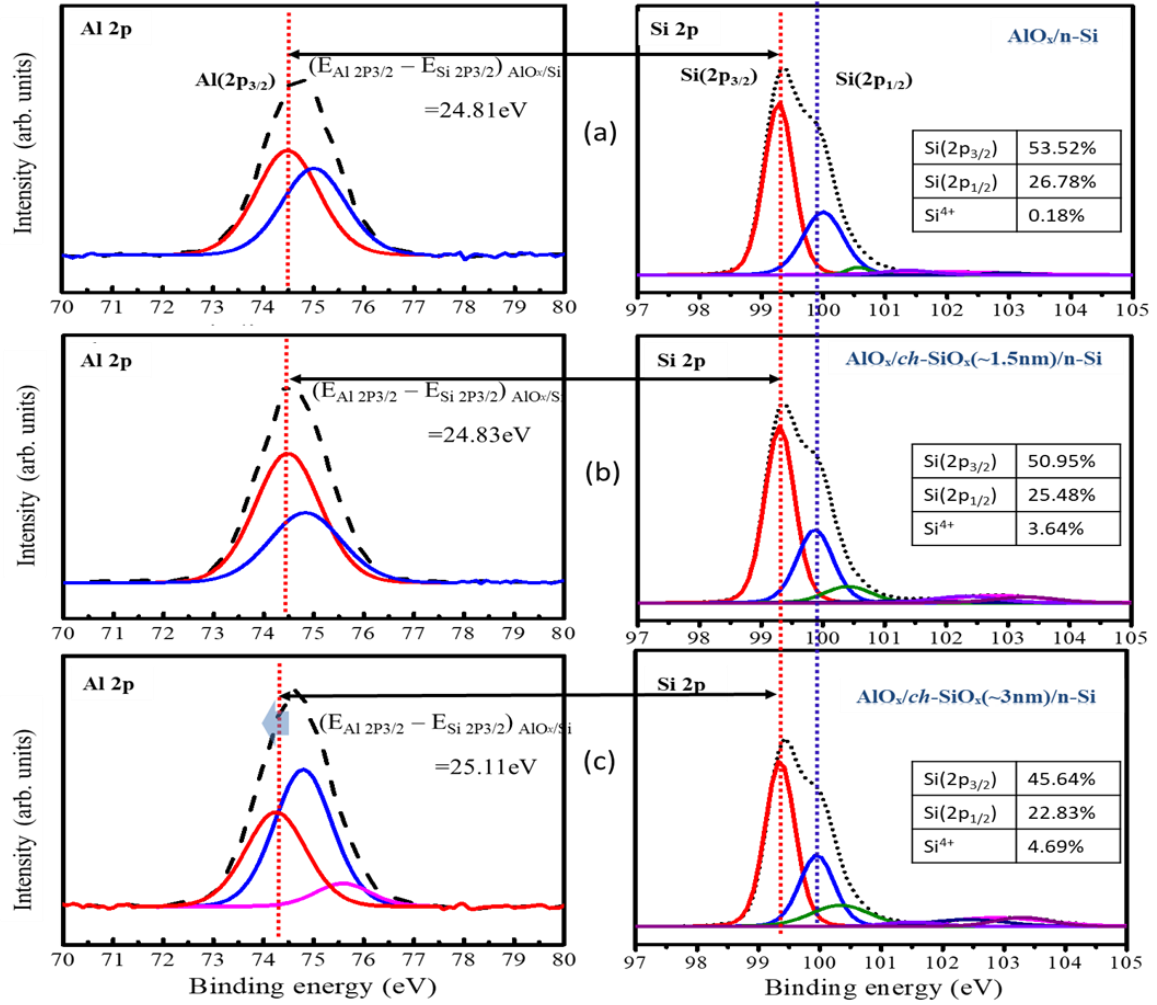 Al 2p
Al(2p3/2)
(E Al 2P3/2 − E Si 2P3/2) AlOx/Si
=24.81eV
Intensity (arb. units)
70 71 72 73 74 75 76 77 78 79 80
(a)
Si 2p
AlOx/n-Si
Si(2p3/2)
Si(2p1/2)
Si(2p3/2) 53.52%
Si(2p1/2) 26.78%
Si4+ 0.18%
97 98 99 100 101 102 103 104 105
Al 2p
(E Al 2P3/2 − E Si 2P3/2) AlOx/Si
=24.83eV
Intensity (arb. units)
70 71 72 73 74 75 76 77 78 79 80
(b)
Si 2p
AlOx/ch-SiOx(~1.5nm)/n-Si
Si(2p3/2) 50.95%
Si(2p1/2) 25.48%
Si4+ 3.64%
97 98 99 100 101 102 103 104 105
Al 2p
(E Al 2P3/2 − E Si 2P3/2) AlOx/Si
=25.11eV
Intensity (arb. units)
70 71 72 73 74 75 76 77 78 79 80
Binding energy (eV)
(c)
Si 2p
AlOx/ch-SiOx(~3nm)/n-Si
Si(2p3/2) 45.64%
Si(2p1/2) 22.83%
Si4+ 4.69%
97 98 99 100 101 102 103 104 105
Binding energy (eV)